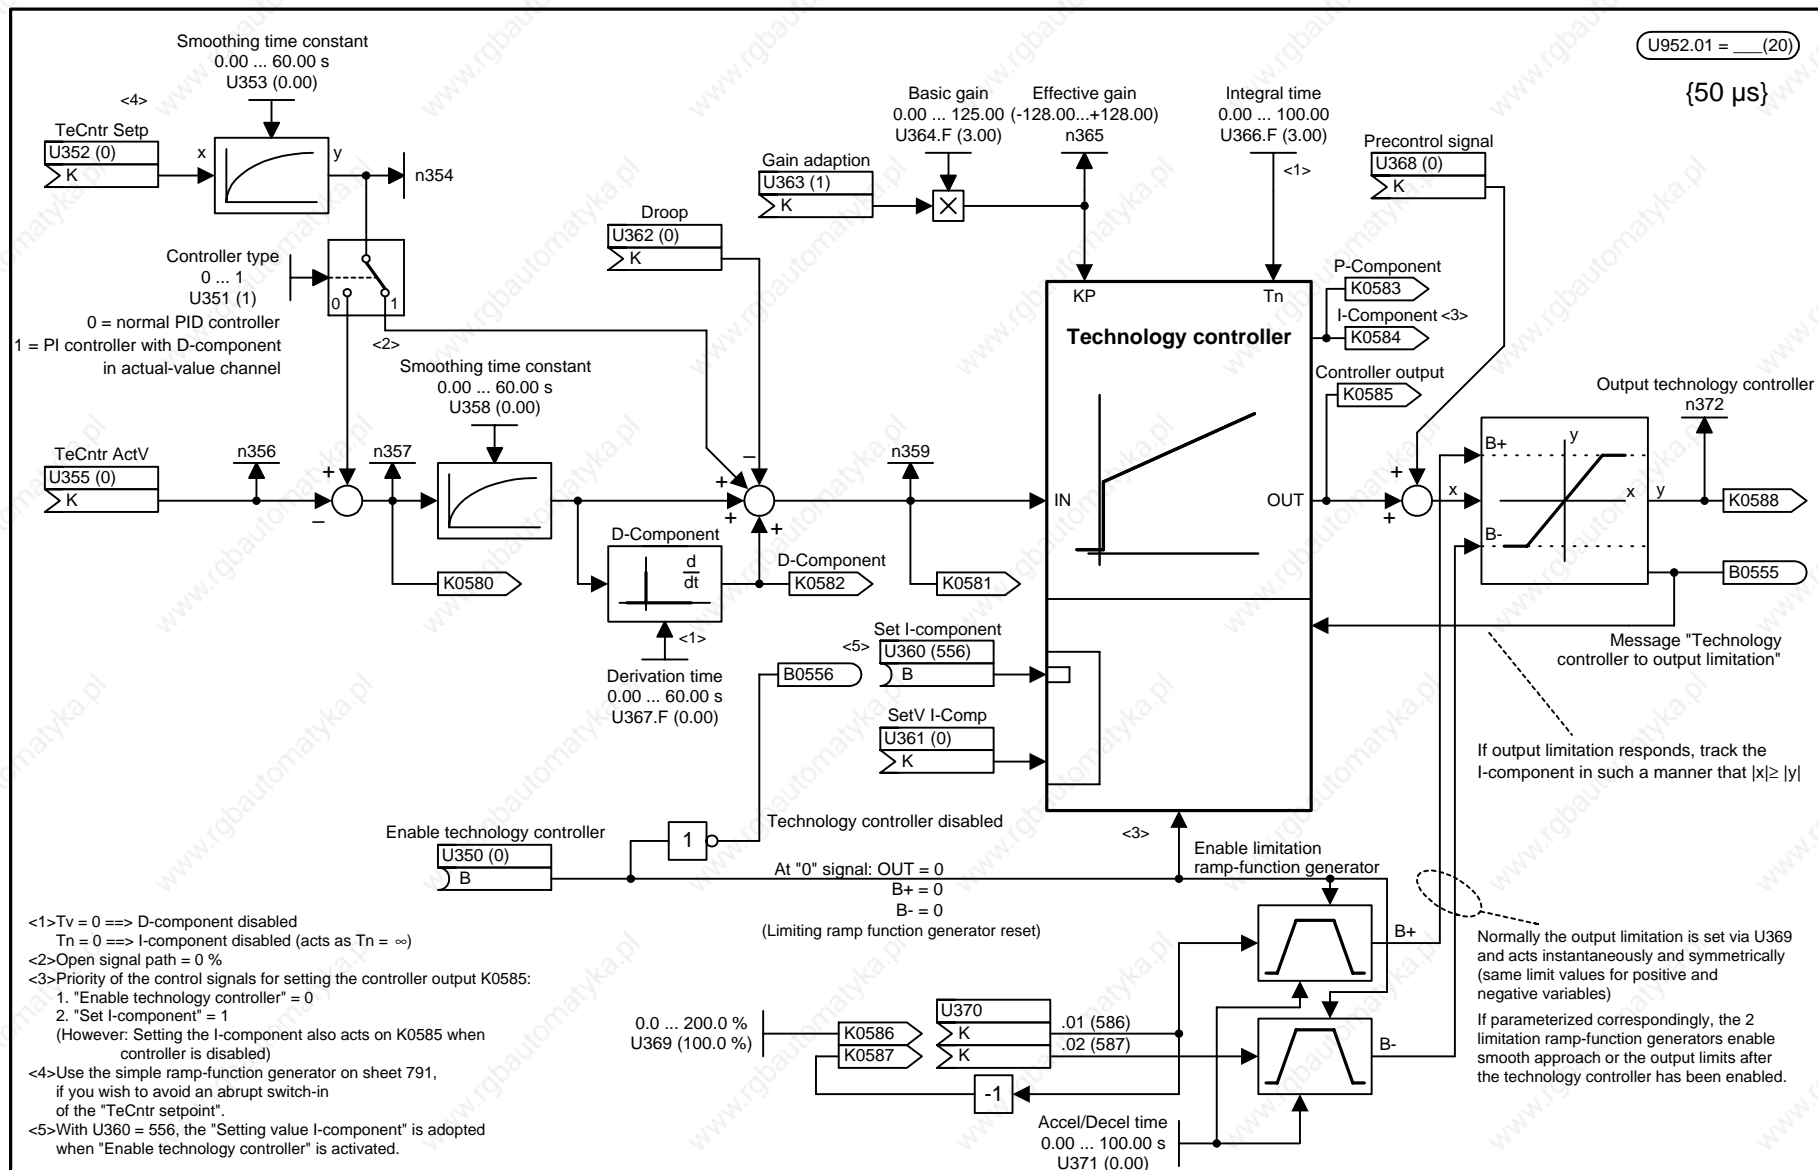 U952.01 = ___(20)
{50 µs}
Smoothing time constant
0.00 ... 60.00 s
U353 (0.00)
<4>
TeCntr Setp
U352 (0)
K
x
y
n354
Controller type
0 ... 1
U351 (1)
0
1
0 = normal PID controller
1 = PI controller with D-component
in actual-value channel
<2>
Smoothing time constant
0.00 ... 60.00 s
U358 (0.00)
TeCntr ActV
U355 (0)
K
n356
+
–
n357
K0580
Droop
U362 (0)
K
–
+
+
+
D-Component
d
dt
<1>
Derivation time
0.00 ... 60.00 s
U367.F (0.00)
D-Component
K0582
n359
K0581
Gain adaption
U363 (1)
K
Basic gain
0.00 ... 125.00
U364.F (3.00)
Effective gain
(-128.00...+128.00)
n365
Integral time
0.00 ... 100.00
U366.F (3.00)
<1>
Precontrol signal
U368 (0)
K
KP
Tn
Technology controller
IN
OUT
P-Component
K0583
I-Component <3>
K0584
Controller output
K0585
+
+
x
B+
B-
y
x
y
Output technology controller
n372
K0588
B0555
Message "Technology
controller to output limitation"
If output limitation responds, track the
I-component in such a manner that |x|≥ |y|
<5>
Set I-component
U360 (556)
B
SetV I-Comp
U361 (0)
K
B0556
Technology controller disabled
1
Enable technology controller
U350 (0)
B
At "0" signal: OUT = 0
B+ = 0
B- = 0
(Limiting ramp function generator reset)
<3>
Enable limitation
ramp-function generator
B+
B-
Normally the output limitation is set via U369
and acts instantaneously and symmetrically
(same limit values for positive and
negative variables)
If parameterized correspondingly, the 2
limitation ramp-function generators enable
smooth approach or the output limits after
the technology controller has been enabled.
0.0 ... 200.0 %
U369 (100.0 %)
K0586
K0587
U370
K
K
.01 (586)
.02 (587)
-1
Accel/Decel time
0.00 ... 100.00 s
U371 (0.00)
<1>Tv = 0 ==> D-component disabled
Tn = 0 ==> I-component disabled (acts as Tn = ∞)
<2>Open signal path = 0 %
<3>Priority of the control signals for setting the controller output K0585:
1. "Enable technology controller" = 0
2. "Set I-component" = 1
(However: Setting the I-component also acts on K0585 when
controller is disabled)
<4>Use the simple ramp-function generator on sheet 791,
if you wish to avoid an abrupt switch-in
of the "TeCntr setpoint".
<5>With U360 = 556, the "Setting value I-component" is adopted
when "Enable technology controller" is activated.
www.rgbautomatyka.pl